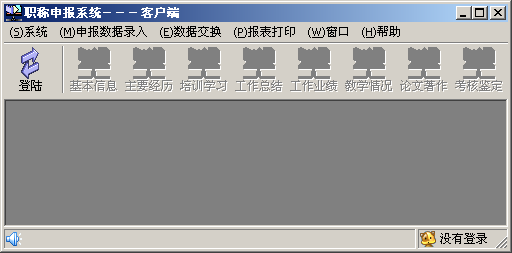 职称申报系统－－－客户端
(S)系统 (M)申报数据录入 (E)数据交换 (P)报表打印 (W)窗口 (H)帮助
登陆 基本信息 主要经历 培训学习 工作总结 工作业绩 教学情况 论文著作 考核鉴定
没有登录